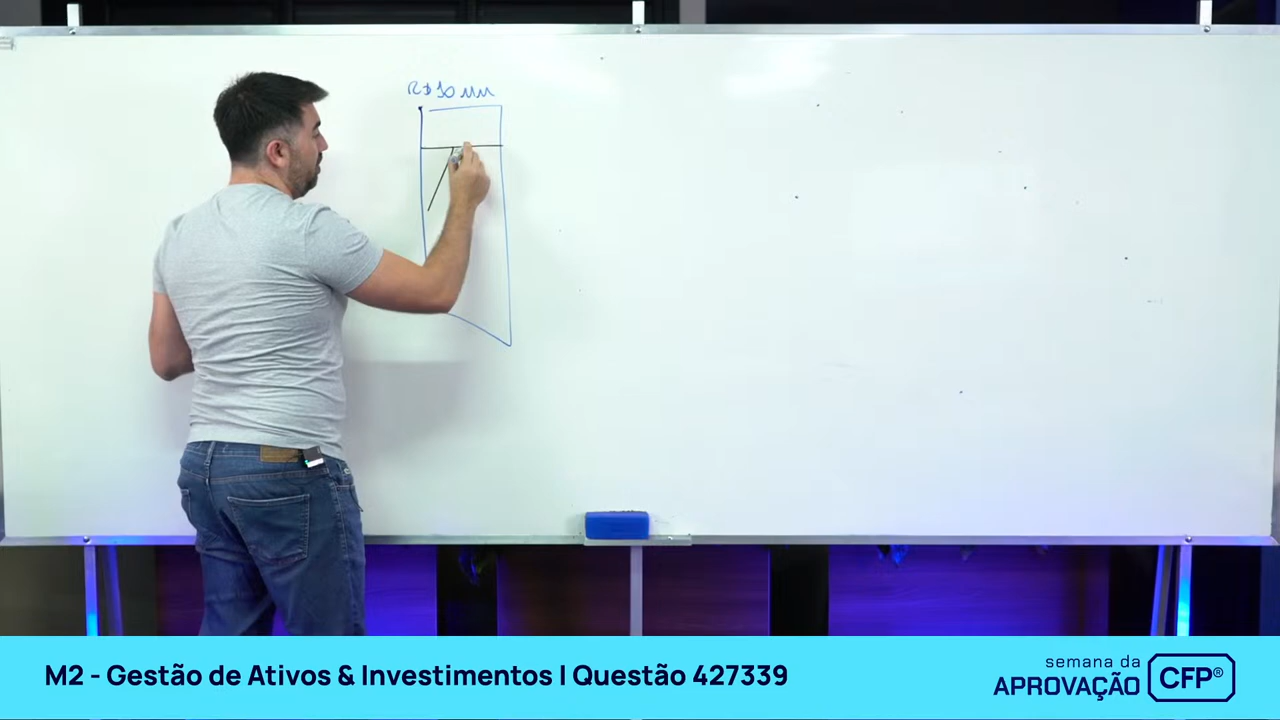 R$ 10 MM
M2 - Gestão de Ativos & Investimentos | Questão 427339
semana da
APROVAÇÃO CFP®